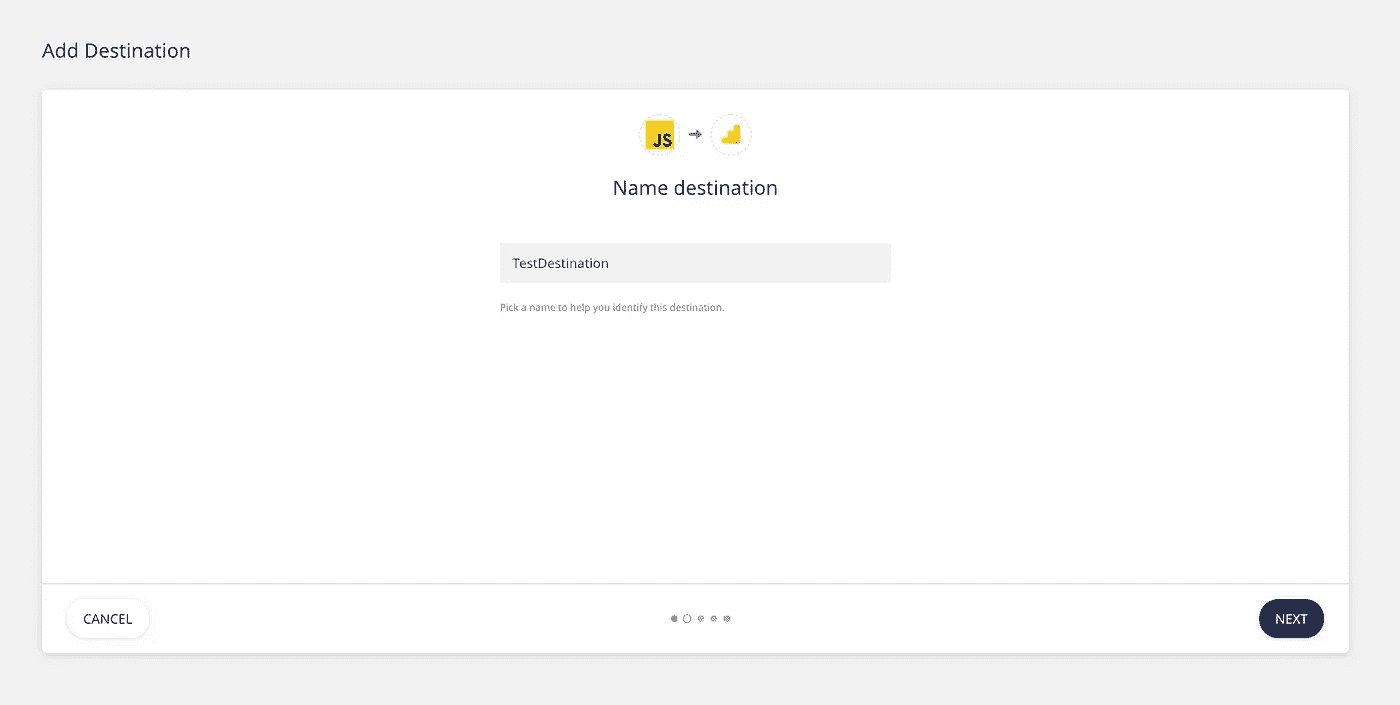 Add Destination
JS
Name destination
TestDestination
Pick a name to help you identify this destination.
CANCEL
NEXT